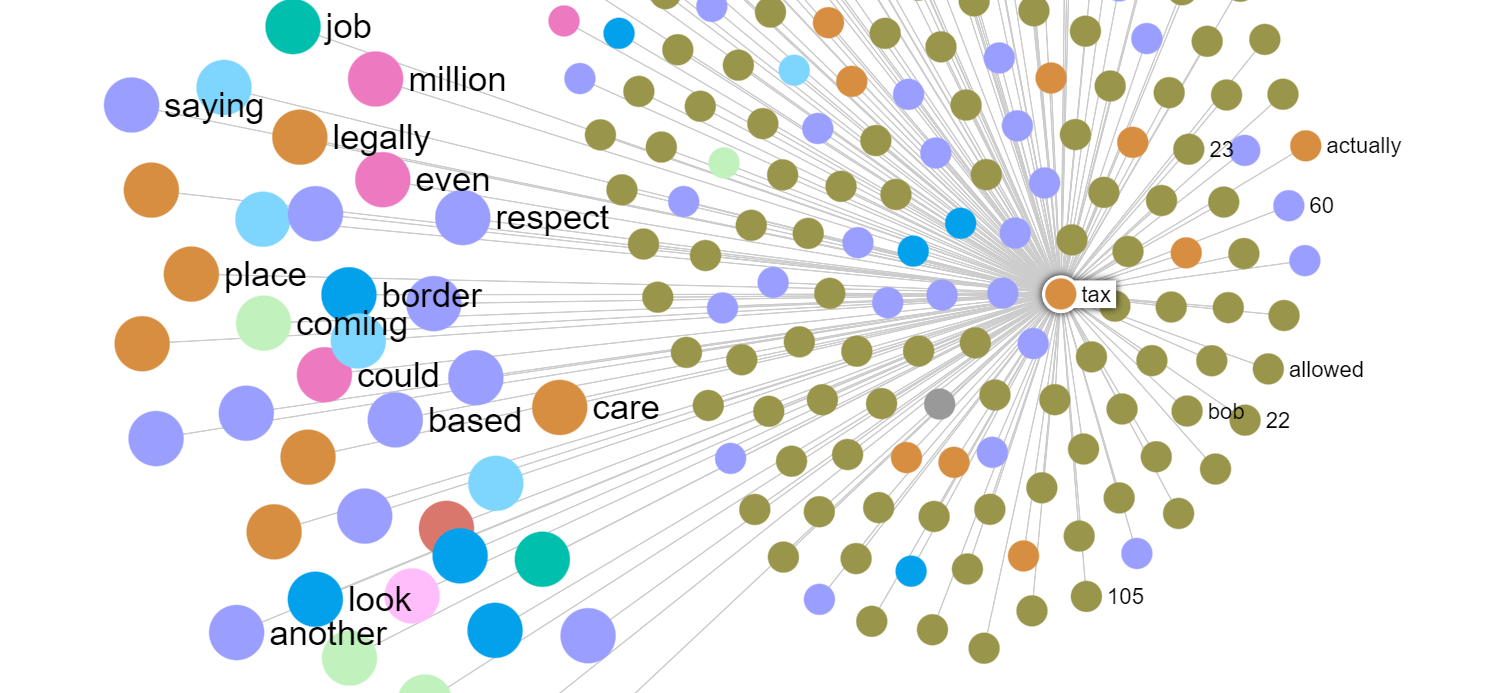 job
million
saying
legally
23
actually
even
60
respect
place
border
tax
coming
could
allowed
based
care
bob
22
look
105
another